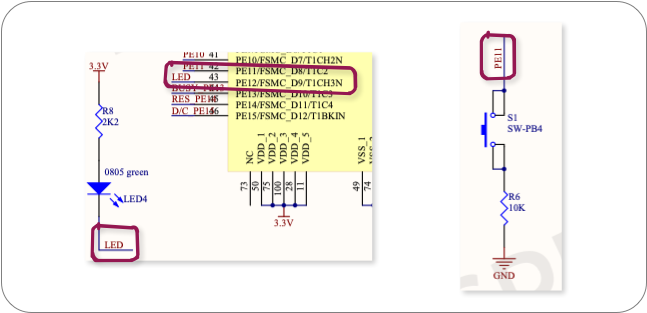 3.3V
R8
2K2
0805 green
LED4
LED
PE10 41
PE11 42
LED 43
RES PE14 45
D/C PE15 46
PE10/FSMC_D7/T1CH2N
PE11/FSMC_D8/T1C2
PE12/FSMC_D9/T1CH3N
PE13/FSMC_D10/T1C3
PE14/FSMC_D11/T1C4
PE15/FSMC_D12/T1BKIN
NC
VDD_1
VDD_2
VDD_3
VDD_4
VDD_5
VSS_1
73
50
75
100
28
11
49
74
3.3V
PE11
S1
SW-PB4
R6
10K
GND